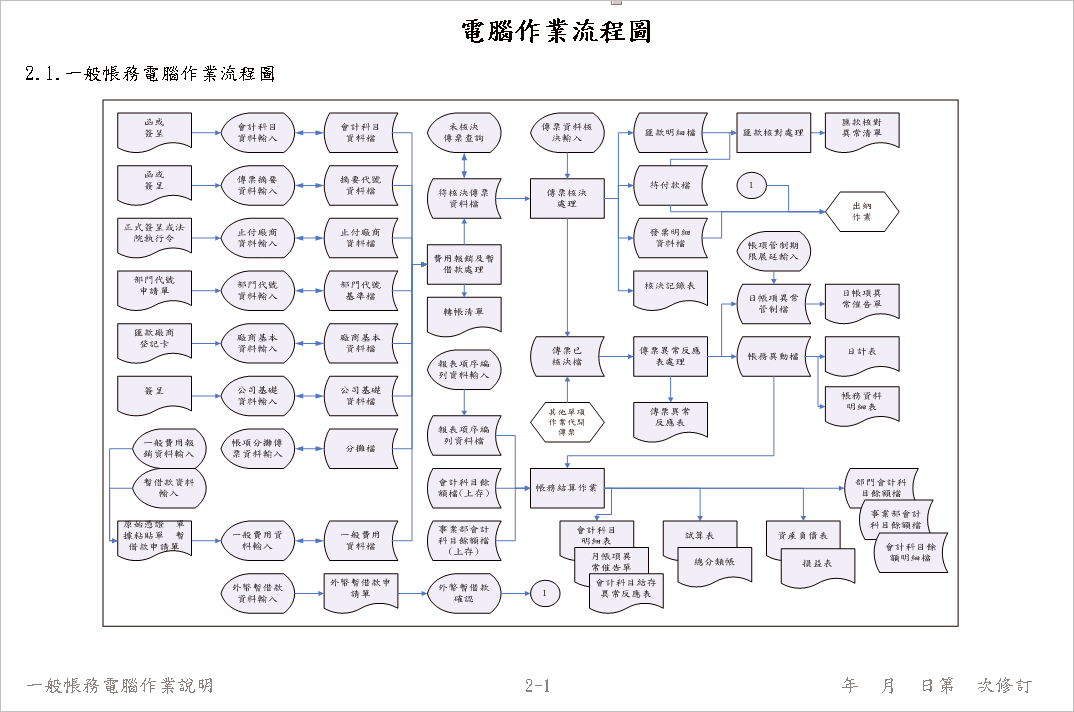 電腦作業流程圖
2.1.一般帳務電腦作業流程圖
函或
簽呈
會計科目
資料輸入
會計科目
資料檔
未核決
傳票查詢
傳票資料核
決輸入
匯款明細檔
匯款核對處理
匯款核對
異常清單
函或
簽呈
傳票摘要
資料輸入
摘要代號
資料檔
待核決傳票
資料檔
傳票核決
處理
待付款檔
1
出納
作業
正式簽呈或法
院執行令
止付廠商
資料輸入
止付廠商
資料檔
費用報銷及暫
借款處理
發票明細
資料檔
帳項管制期
限展延輸入
部門代號
申請單
部門代號
資料輸入
部門代號
基準檔
轉帳清單
核決記錄表
日帳項異常
管制檔
日帳項異
常催告單
匯款廠商
登記卡
廠商基本
資料輸入
廠商基本
資料檔
報表項序編
列資料輸入
傳票已
核決檔
傳票異常反應
表處理
帳務異動檔
日計表
簽呈
公司基礎
資料輸入
公司基礎
資料檔
其他單項
作業代開
傳票
傳票異常
反應表
帳務資料
明細表
一般費用報
銷資料輸入
帳項分攤傳
票資料輸入
分攤檔
報表項序編
列資料檔
暫借款資料
輸入
會計科目餘
額檔(上存)
帳務結算作業
部門會計科
目餘額檔
事業部會計
科目餘額檔
會計科目餘
額明細檔
原始憑證 單
據粘貼單 暫
借款申請單
一般費用資
料輸入
一般費用
資料檔
事業部會計
科目餘額檔
(上存)
會計科目
明細表
月帳項異
常催告單
會計科目結存
異常反應表
試算表
總分類帳
資產負債表
損益表
外幣暫借款
資料輸入
外幣暫借款申
請單
外幣暫借款
確認
1
一般帳務電腦作業說明
2-1
年 月 日第 次修訂